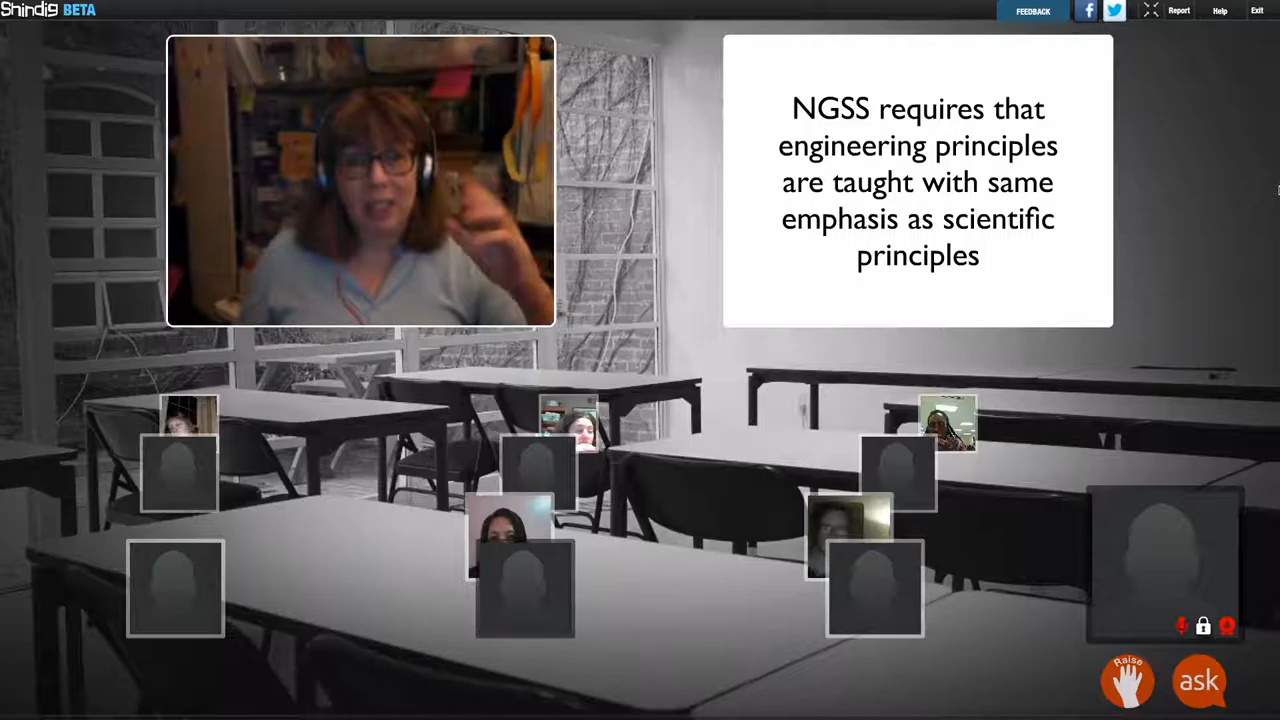 Shindig BETA
FEEDBACK
Report
Help
Exit
NGSS requires that
engineering principles
are taught with same
emphasis as scientific
principles
Raise
ask